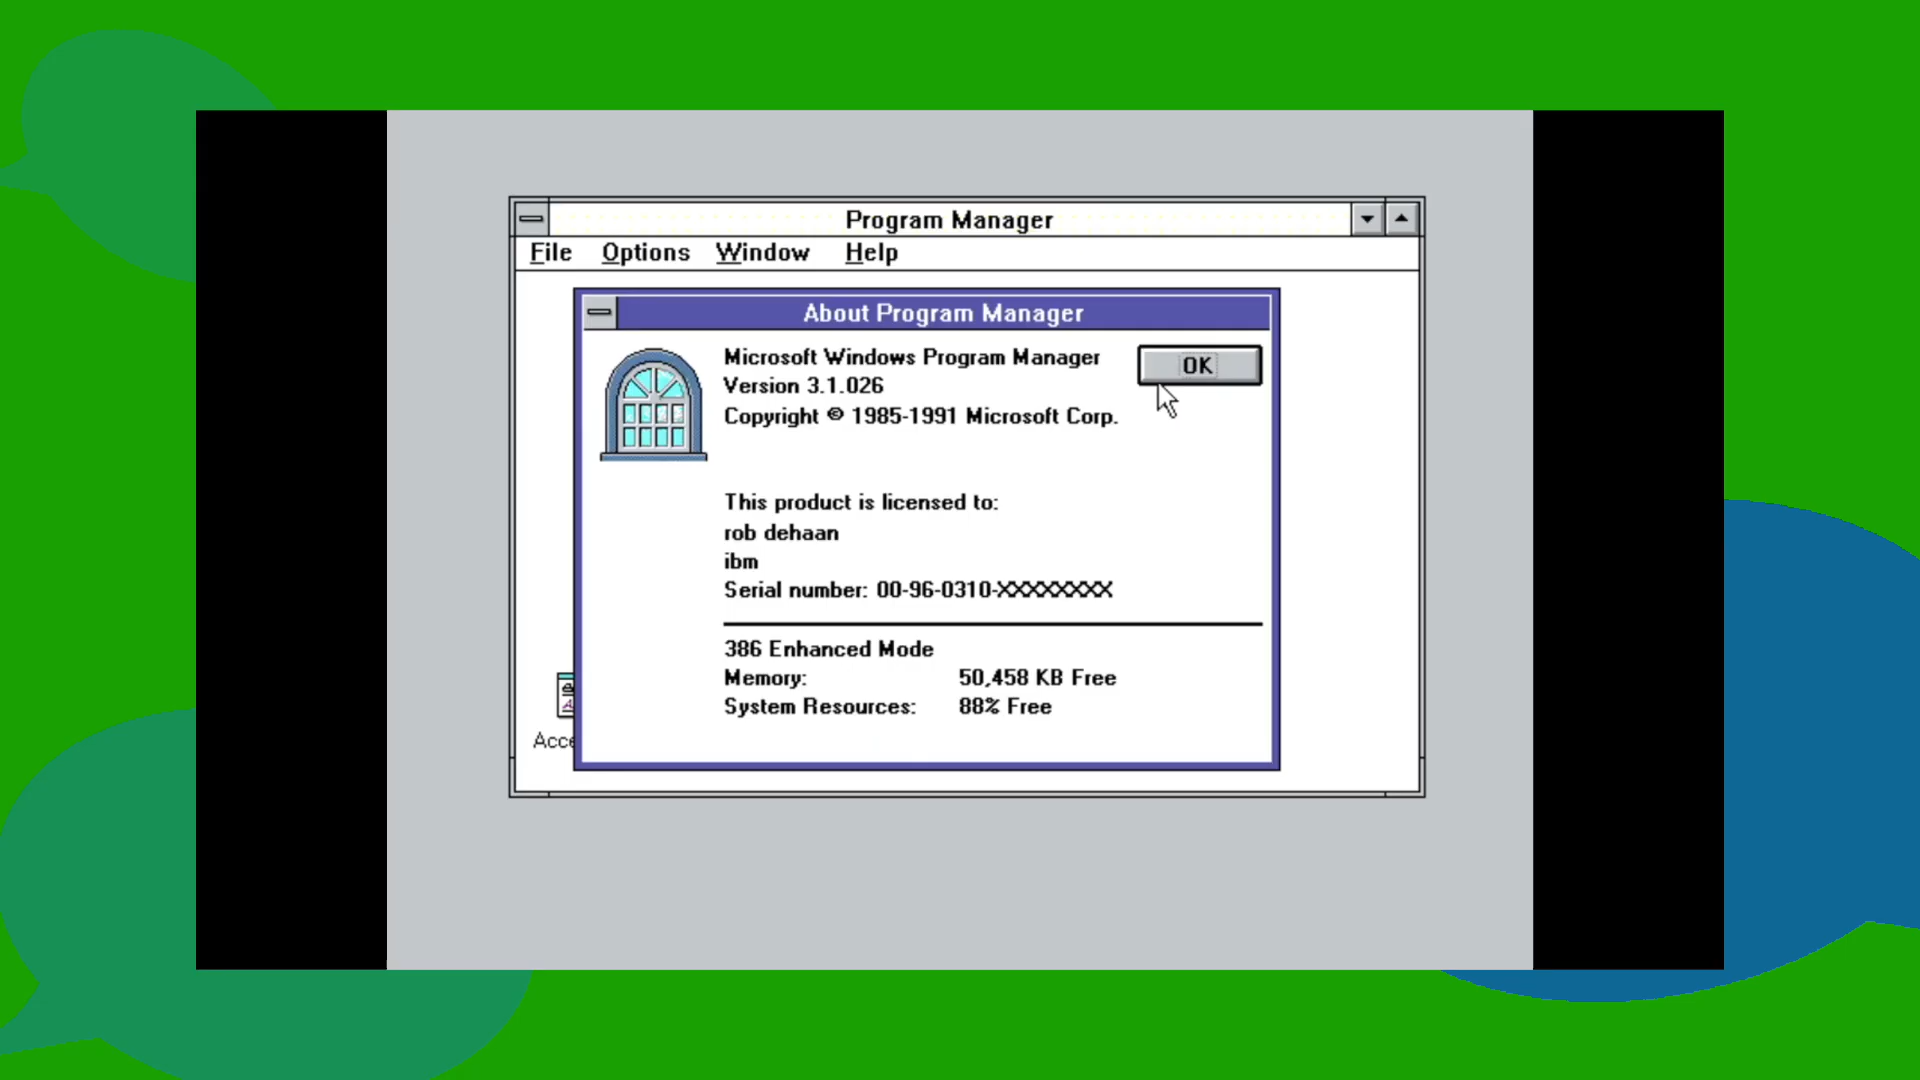 Program Manager
File Options Window Help
About Program Manager
Microsoft Windows Program Manager
OK
Version 3.1.026
Copyright © 1985-1991 Microsoft Corp.
This product is licensed to:
rob dehaan
ibm
Serial number: 00-96-0310-XXXXXXXX
386 Enhanced Mode
Memory: 50,458 KB Free
System Resources: 88% Free
Acce